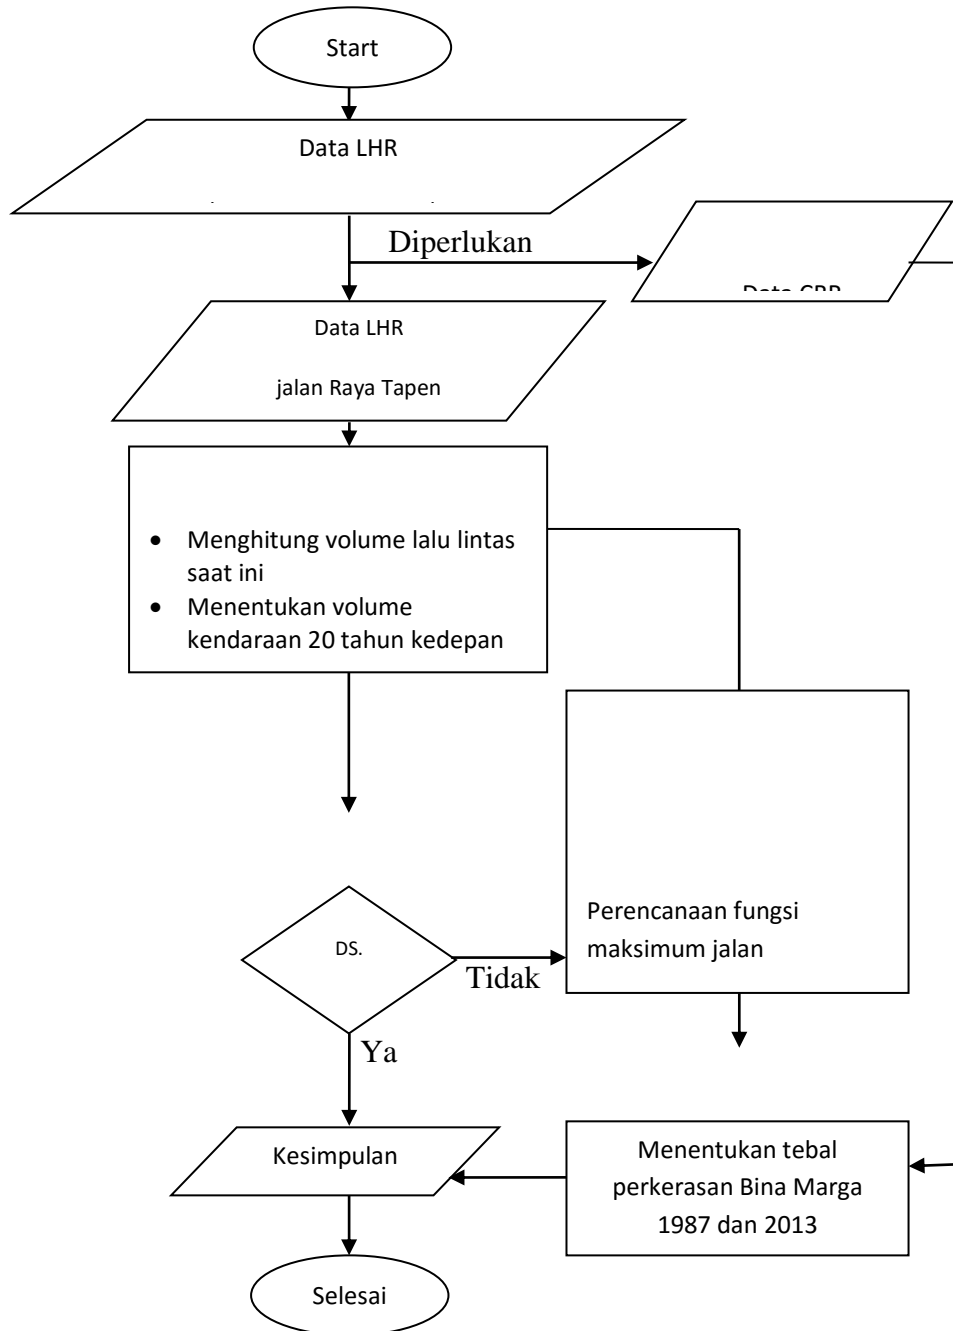 Start
Data LHR
Diperlukan
Data CBR
Data LHR
jalan Raya Tapen
• Menghitung volume lalu lintas
saat ini
• Menentukan volume
kendaraan 20 tahun kedepan
Perencanaan fungsi
maksimum jalan
DS.
Tidak
Ya
Kesimpulan
Menentukan tebal
perkerasan Bina Marga
1987 dan 2013
Selesai